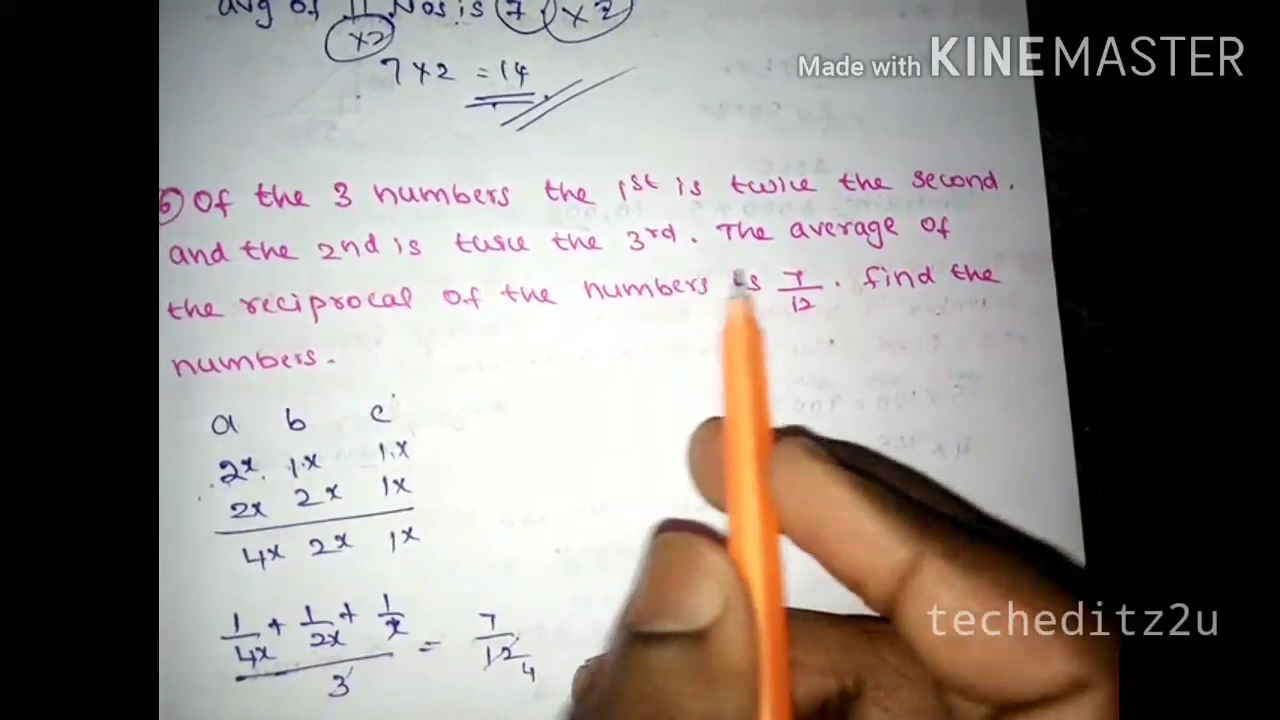 avg of 11 Nos is 7. ×2
×2
7×2 = 14
Made with KINEMASTER
6) Of the 3 numbers the 1st is twice the second.
and the 2nd is twice the 3rd. The average of
the reciprocal of the numbers is 7/12. find the
numbers.
a b c
2x 1x 1x
2x 2x 1x
4x 2x 1x
1/4x + 1/2x + 1/x
3 = 7/12 4
techeditz2u